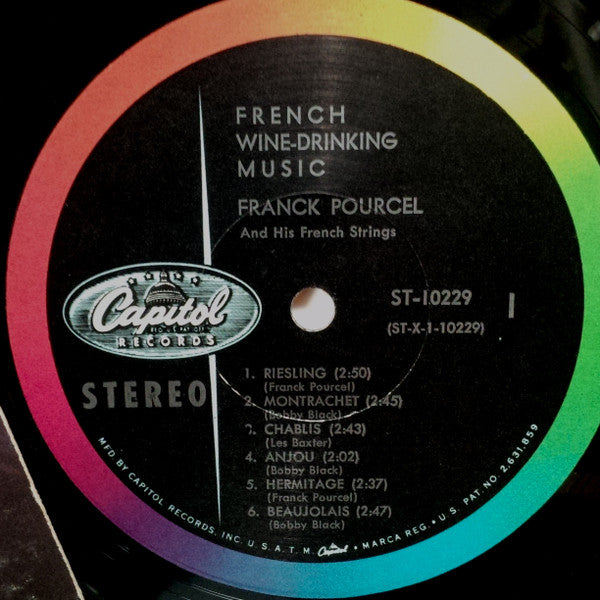 FRENCH
WINE-DRINKING
MUSIC
FRANCK POURCEL
And His French Strings
Capitol
RECORDS
STEREO
ST-10229
1
(ST-X-1-10229)
1. RIESLING (2:50)
(Franck Pourcel)
2. MONTRACHET (2:45)
(Bobby Black)
3. CHABLIS (2:43)
(Les Baxter)
4. ANJOU (2:02)
(Bobby Black)
5. HERMITAGE (2:37)
(Franck Pourcel)
6. BEAUJOLAIS (2:47)
(Bobby Black)
MFD BY CAPITOL RECORDS, INC. U.S.A. T.M. Capitol • MARCA REG. • U.S. PAT. NO. 2,631,859